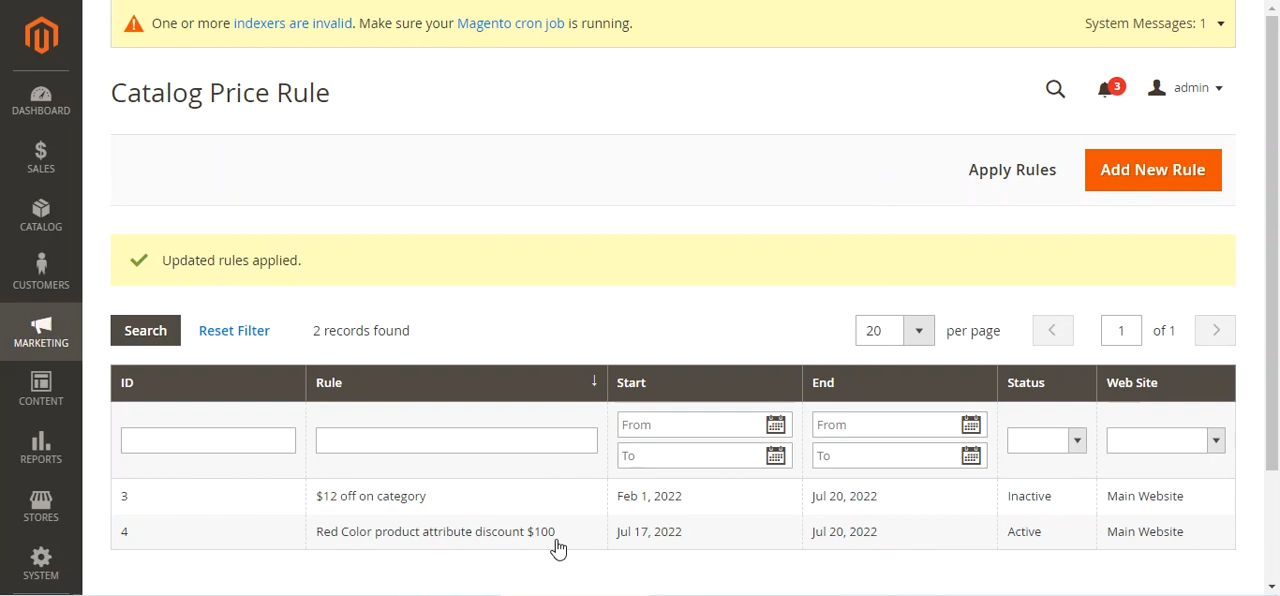 One or more indexers are invalid. Make sure your Magento cron job is running.
System Messages: 1
Catalog Price Rule
3
admin
Apply Rules
Add New Rule
Updated rules applied.
Search
Reset Filter
2 records found
20
per page
1
of 1
ID
Rule
Start
End
Status
Web Site
From
From
To
To
3
$12 off on category
Feb 1, 2022
Jul 20, 2022
Inactive
Main Website
4
Red Color product attribute discount $100
Jul 17, 2022
Jul 20, 2022
Active
Main Website
DASHBOARD
SALES
CATALOG
CUSTOMERS
MARKETING
CONTENT
REPORTS
STORES
SYSTEM